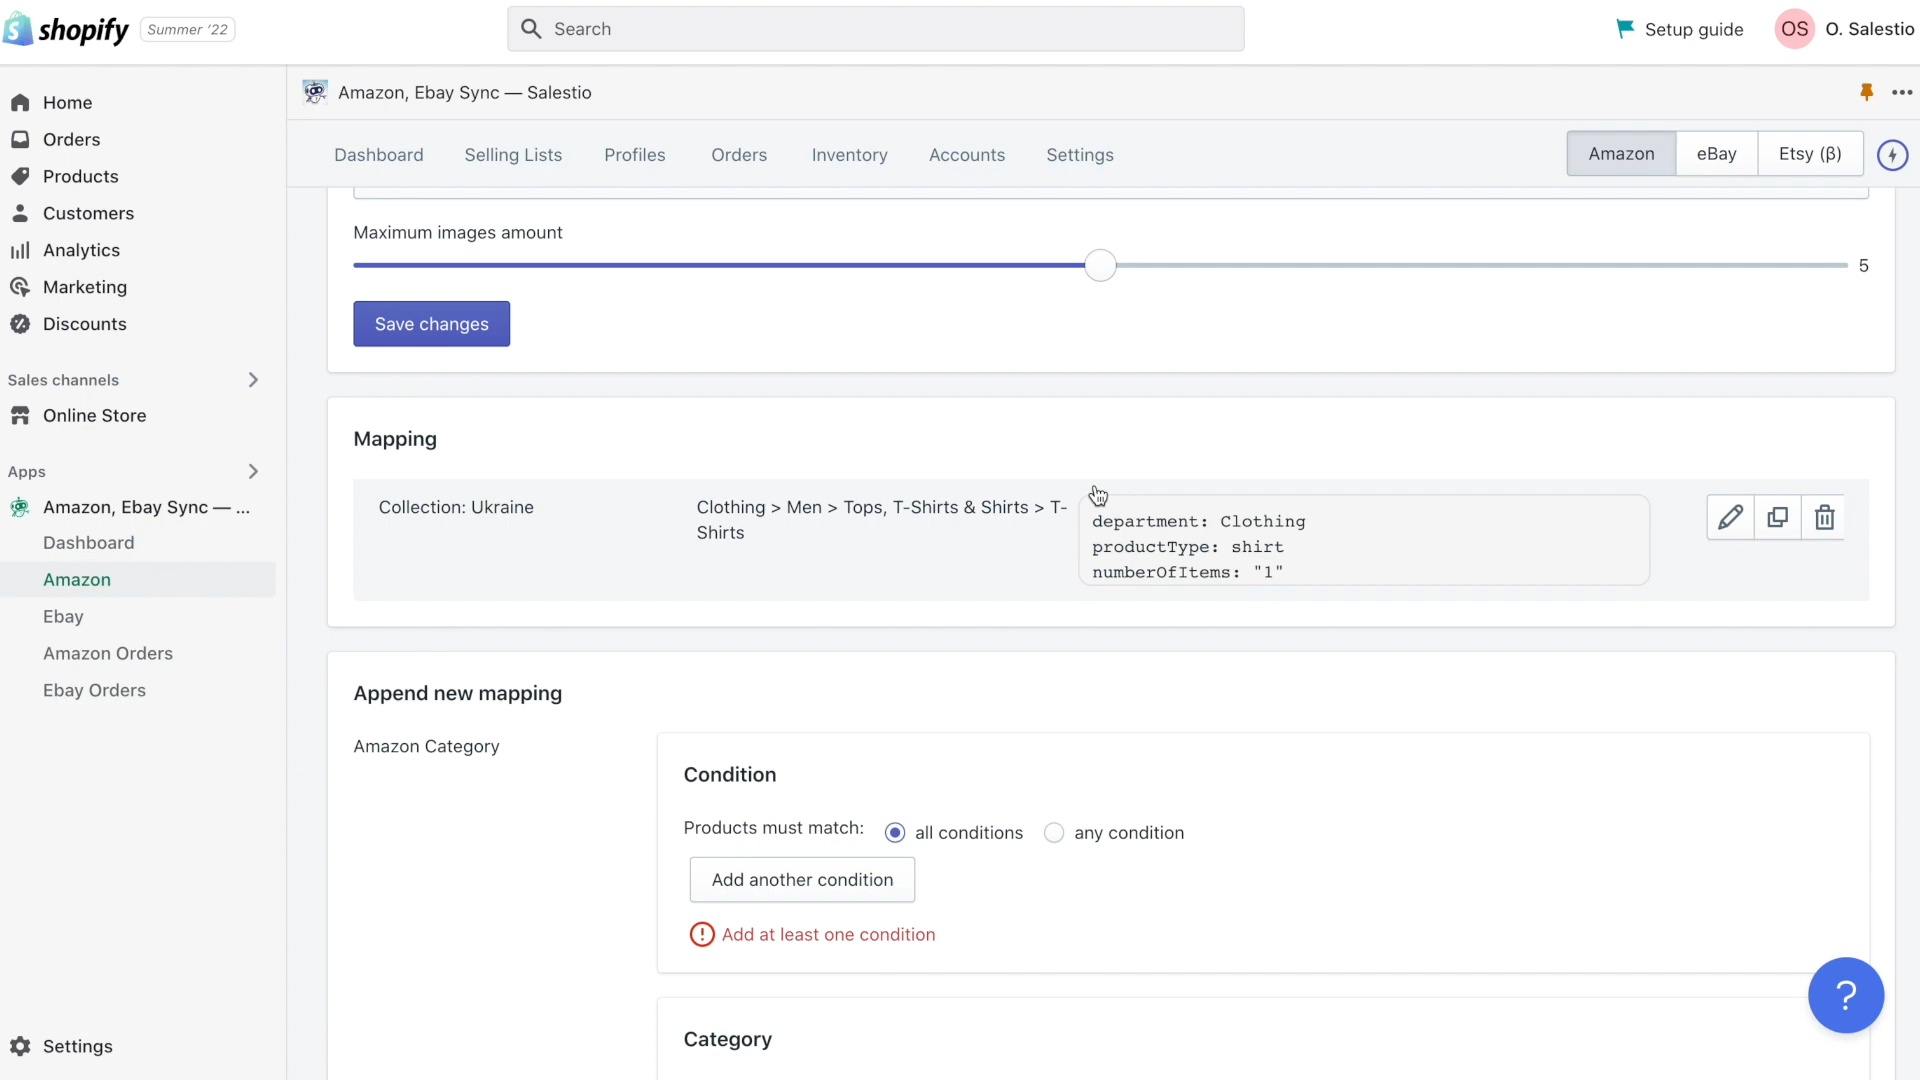 shopify
Summer '22
Search
Setup guide
OS
O. Salestio
Home
Orders
Products
Customers
Analytics
Marketing
Discounts
Sales channels
Online Store
Apps
Amazon, Ebay Sync — ...
Dashboard
Amazon
Ebay
Amazon Orders
Ebay Orders
Settings
Amazon, Ebay Sync — Salestio
Dashboard
Selling Lists
Profiles
Orders
Inventory
Accounts
Settings
Amazon
eBay
Etsy (β)
Maximum images amount
5
Save changes
Mapping
Collection: Ukraine
Clothing > Men > Tops, T-Shirts & Shirts > T-
Shirts
department: Clothing
productType: shirt
numberOfItems: "1"
Append new mapping
Amazon Category
Condition
Products must match:
all conditions
any condition
Add another condition
! Add at least one condition
?
Category